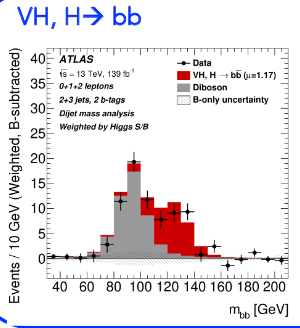 VH, H→ bb
Events / 10 GeV (Weighted, B-subtracted)
40
35
30
25
20
15
10
5
0
ATLAS
√s = 13 TeV, 139 fb⁻¹
0+1+2 leptons
2+3 jets, 2 b-tags
Dijet mass analysis
Weighted by Higgs S/B
Data
VH, H → bb̄ (μ=1.17)
Diboson
B-only uncertainty
40 60 80 100 120 140 160 180 200
m_bb [GeV]